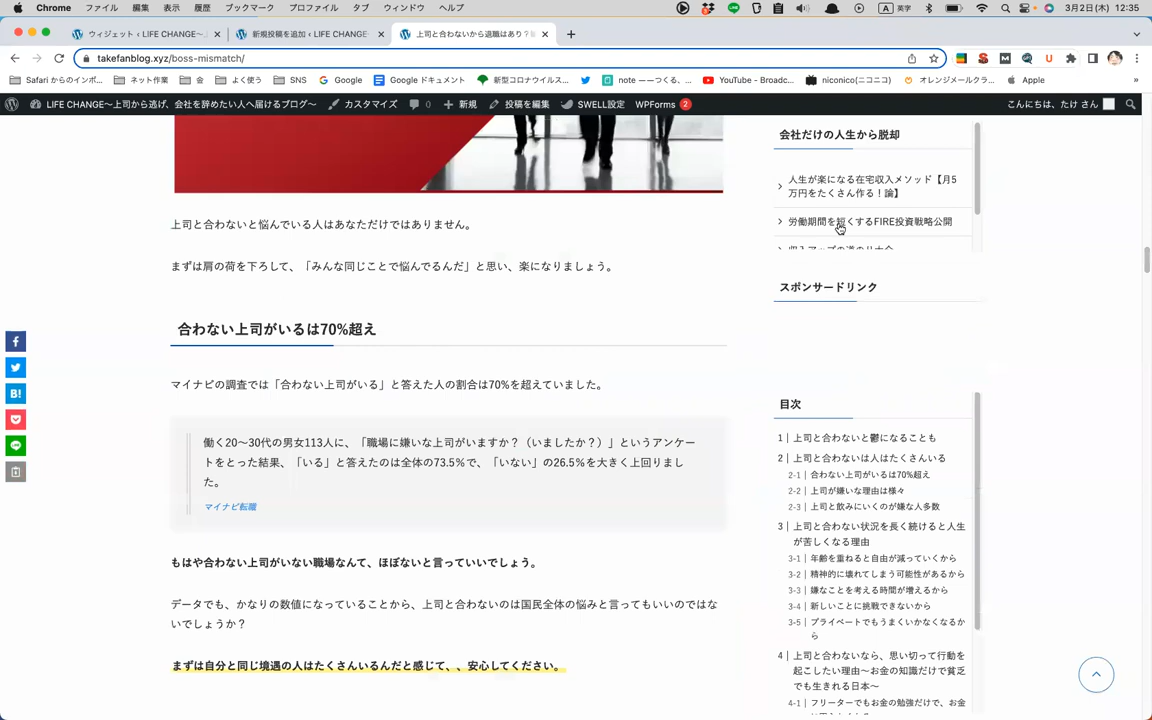 Chrome ファイル 編集 表示 履歴 ブックマーク プロファイル タブ ウィンドウ ヘルプ
A 英字 3月2日(木) 12:35
ウィジェット ‹ LIFE CHANGE〜上
新規投稿を追加 ‹ LIFE CHANGE-
上司と合わないから退職はあり？
takefanblog.xyz/boss-mismatch/
Safari からのインポ...
ネット作業
金
よく使う
SNS
Google
Google ドキュメント
新型コロナウイルス...
note ーーつくる、...
YouTube - Broadc...
niconico(ニコニコ)
オレンジメールクラ...
Apple
»
LIFE CHANGE〜上司から逃げ、会社を辞めたい人へ届けるブログ〜
カスタマイズ
0
新規
投稿を編集
SWELL設定
WPForms 2
こんにちは、たけ さん
上司と合わないと悩んでいる人はあなただけではありません。
まずは肩の荷を下ろして、「みんな同じことで悩んでるんだ」と思い、楽になりましょう。
合わない上司がいるは70%超え
マイナビの調査では「合わない上司がいる」と答えた人の割合は70%を超えていました。
働く20〜30代の男女113人に、「職場に嫌いな上司がいますか？（いましたか？）」というアンケー
トをとった結果、「いる」と答えたのは全体の73.5%で、「いない」の26.5%を大きく上回りまし
た。
マイナビ転職
もはや合わない上司がいない職場なんて、ほぼないと言っていいでしょう。
データでも、かなりの数値になっていることから、上司と合わないのは国民全体の悩みと言ってもいいのではな
いでしょうか？
まずは自分と同じ境遇の人はたくさんいるんだと感じて、、安心してください。
B!
会社だけの人生から脱却
人生が楽になる在宅収入メソッド【月5
万円をたくさん作る！論】
労働期間を短くするFIRE投資戦略公開
スポンサードリンク
目次
1 上司と合わないと鬱になることも
2 上司と合わないは人はたくさんいる
2-1 合わない上司がいるは70%超え
2-2 上司が嫌いな理由は様々
2-3 上司と飲みにいくのが嫌な人多数
3 上司と合わない状況を長く続けると人生
が苦しくなる理由
3-1 年齢を重ねると自由が減っていくから
3-2 精神的に壊れてしまう可能性があるから
3-3 嫌なことを考える時間が増えるから
3-4 新しいことに挑戦できないから
3-5 プライベートでもうまくいかなくなるか
ら
4 上司と合わないなら、思い切って行動を
起こしたい理由〜お金の知識だけで貧乏
でも生きれる日本〜
4-1 フリーターでもお金の勉強だけで、お金